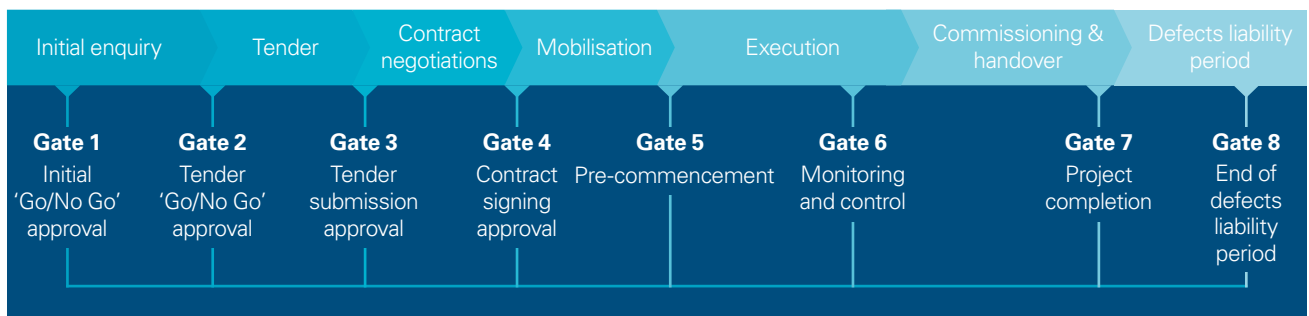 Initial enquiry
Tender
Contract
negotiations
Mobilisation
Execution
Commissioning &
handover
Defects liability
period
Gate 1
Initial
'Go/No Go'
approval
Gate 2
Tender
'Go/No Go'
approval
Gate 3
Tender
submission
approval
Gate 4
Contract
signing
approval
Gate 5
Pre-commencement
Gate 6
Monitoring
and control
Gate 7
Project
completion
Gate 8
End of
defects
liability
period